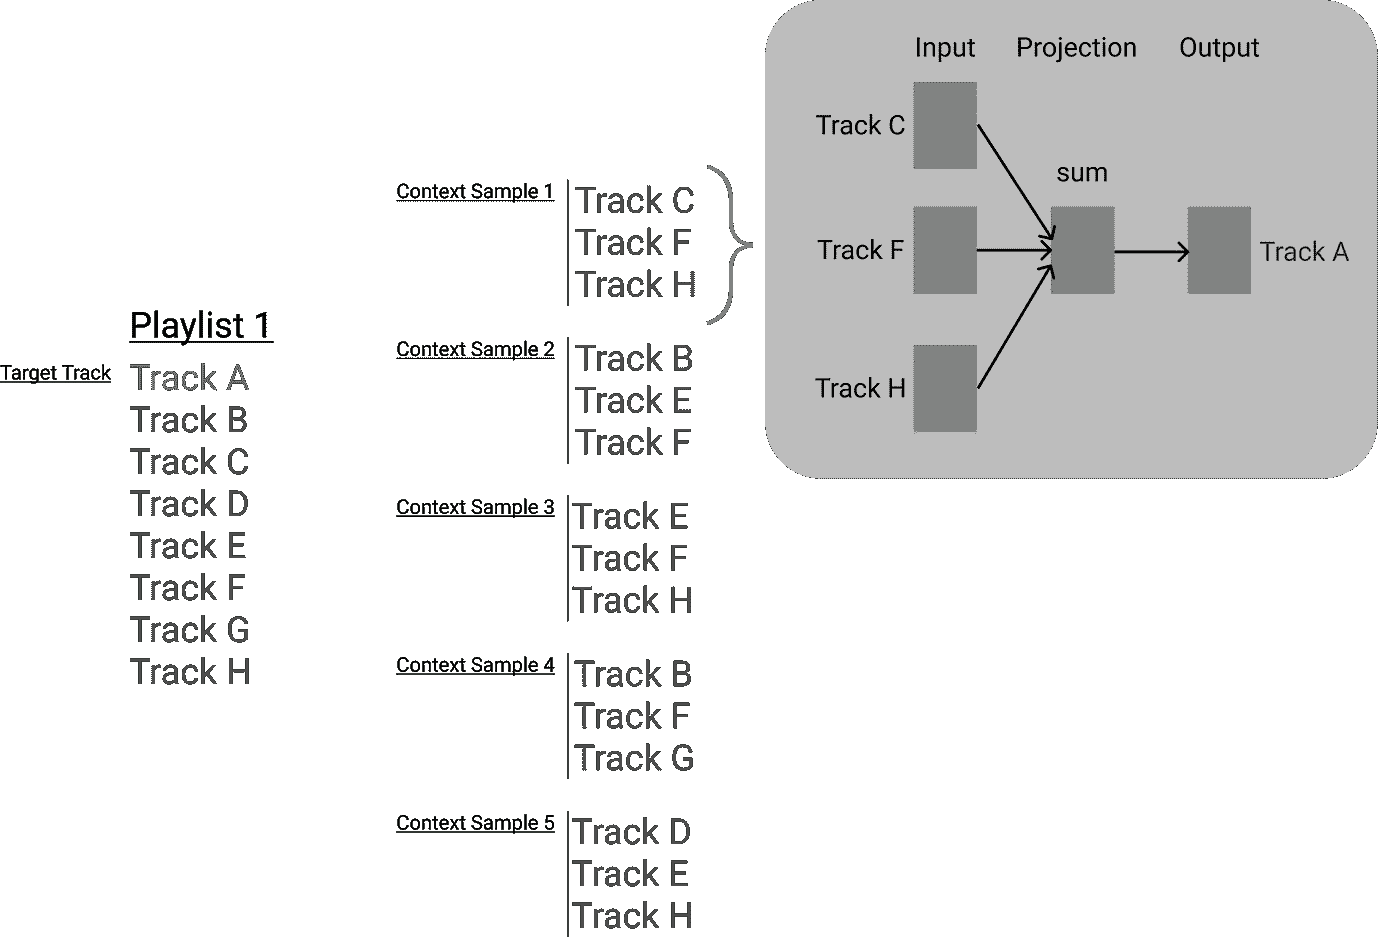 Playlist 1
Target Track
Track A
Track B
Track C
Track D
Track E
Track F
Track G
Track H
Context Sample 1
Track C
Track F
Track H
Context Sample 2
Track B
Track E
Track F
Context Sample 3
Track E
Track F
Track H
Context Sample 4
Track B
Track F
Track G
Context Sample 5
Track D
Track E
Track H
Input Projection Output
Track C
sum
Track F
Track A
Track H